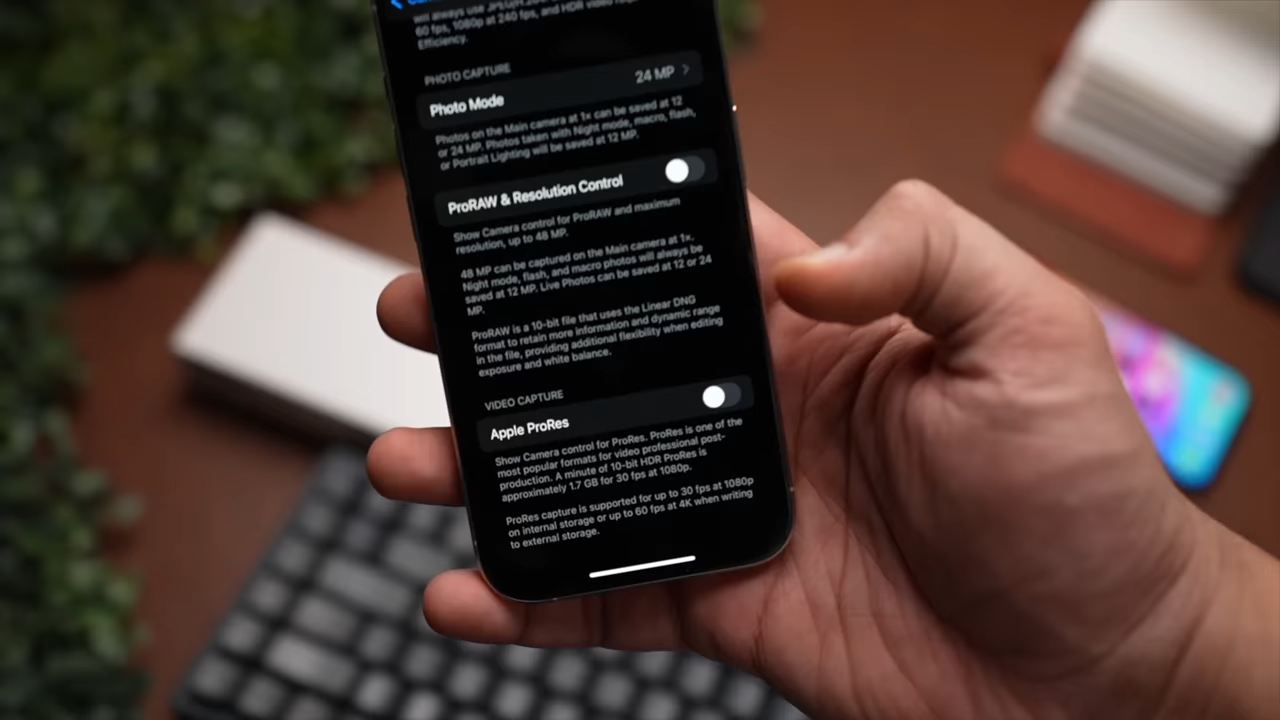 will always use JPEG/H.264.
60 fps, 1080p at 240 fps, and HDR video
Efficiency.
PHOTO CAPTURE
Photo Mode 24 MP
Photos on the Main camera at 1x can be saved at 12
or 24 MP. Photos taken with Night mode, macro, flash,
or Portrait Lighting will be saved at 12 MP.
ProRAW & Resolution Control
Show Camera control for ProRAW and maximum
resolution, up to 48 MP.
48 MP can be captured on the Main camera at 1x.
Night mode, flash, and macro photos will always be
saved at 12 MP. Live Photos can be saved at 12 or 24
MP.
ProRAW is a 10-bit file that uses the Linear DNG
format to retain more information and dynamic range
in the file, providing additional flexibility when editing
exposure and white balance.
VIDEO CAPTURE
Apple ProRes
Show Camera control for ProRes. ProRes is one of the
most popular formats for video professional post-
production. A minute of 10-bit HDR ProRes is
approximately 1.7 GB for 30 fps at 1080p.
ProRes capture is supported for up to 30 fps at 1080p
on internal storage or up to 60 fps at 4K when writing
to external storage.